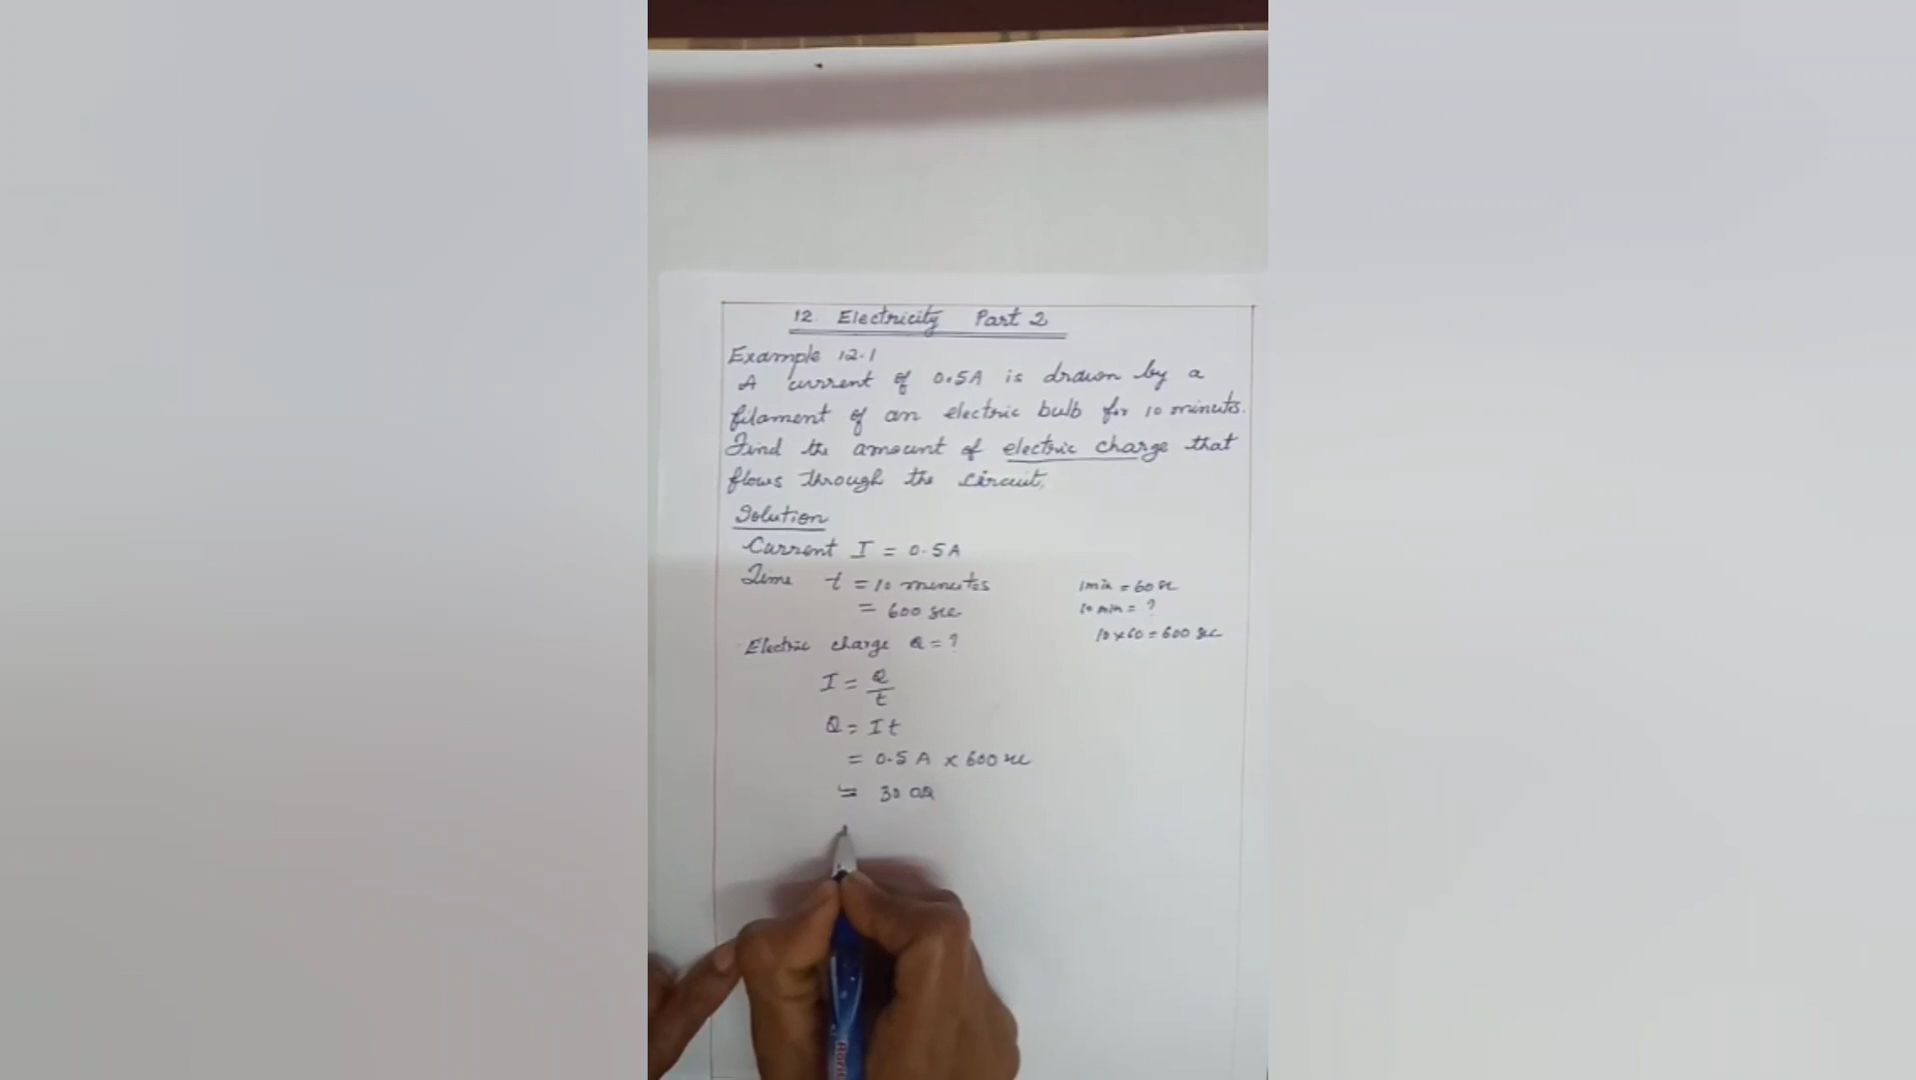 12. Electricity Part 2
Example 12.1
A current of 0.5A is drawn by a
filament of an electric bulb for 10 minutes.
Find the amount of electric charge that
flows through the circuit.
Solution
Current I = 0.5A
Time t = 10 minutes
= 600 sec
1min = 60 sec
10 min = ?
10 x 60 = 600 sec
Electric charge Q = ?
I = Q/t
Q = It
= 0.5 A x 600 sec
= 300